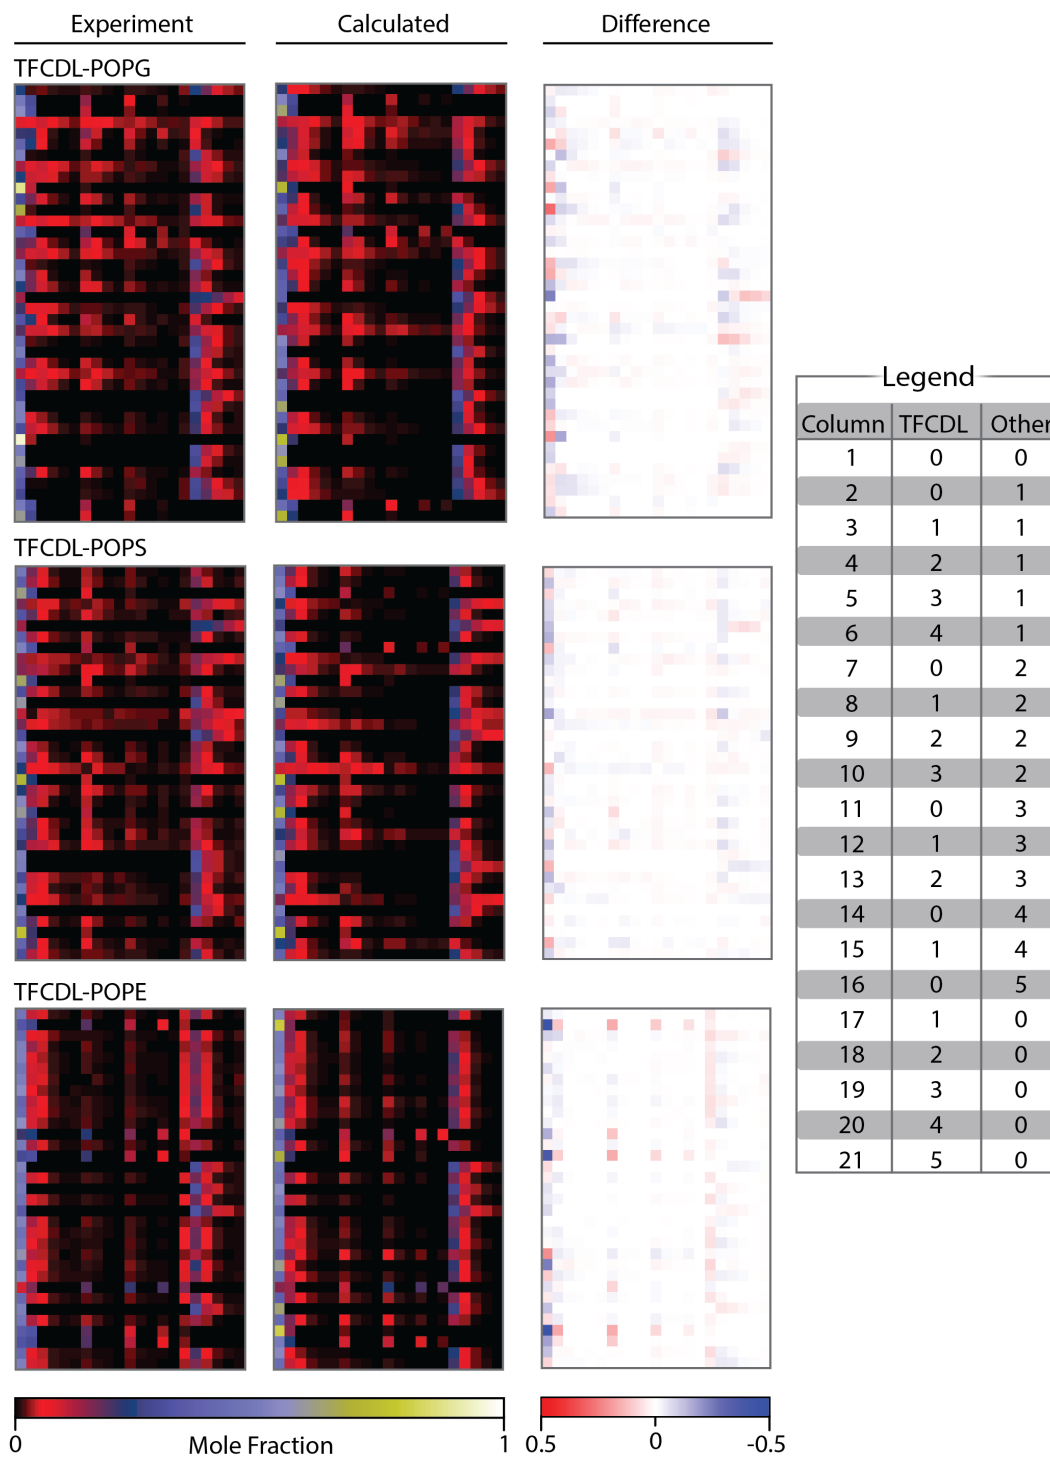 Experiment Calculated Difference
TFCDL-POPG
TFCDL-POPS
TFCDL-POPE
0 Mole Fraction 1
0.5 0 -0.5
Legend
Column TFCDL Other
1 0 0
2 0 1
3 1 1
4 2 1
5 3 1
6 4 1
7 0 2
8 1 2
9 2 2
10 3 2
11 0 3
12 1 3
13 2 3
14 0 4
15 1 4
16 0 5
17 1 0
18 2 0
19 3 0
20 4 0
21 5 0